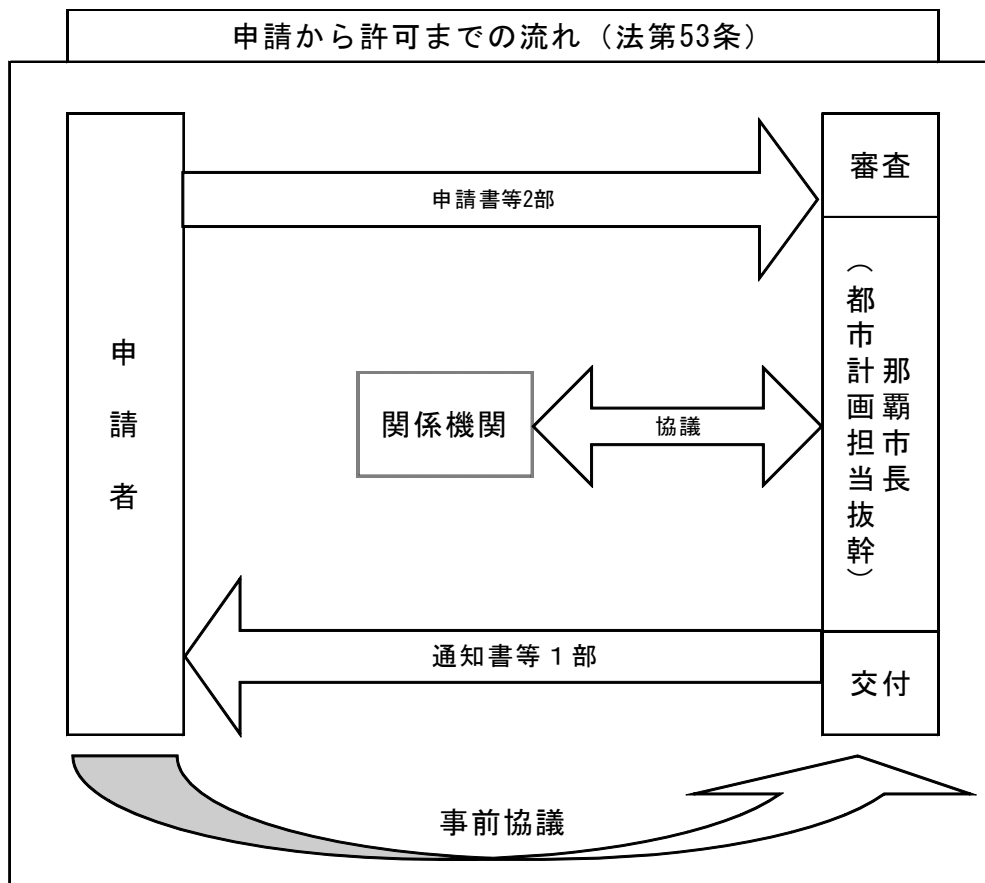 申請から許可までの流れ（法第53条）
申請者
申請書等2部
審査
関係機関
協議
那覇市長
（都市計画担当抜幹）
通知書等１部
交付
事前協議